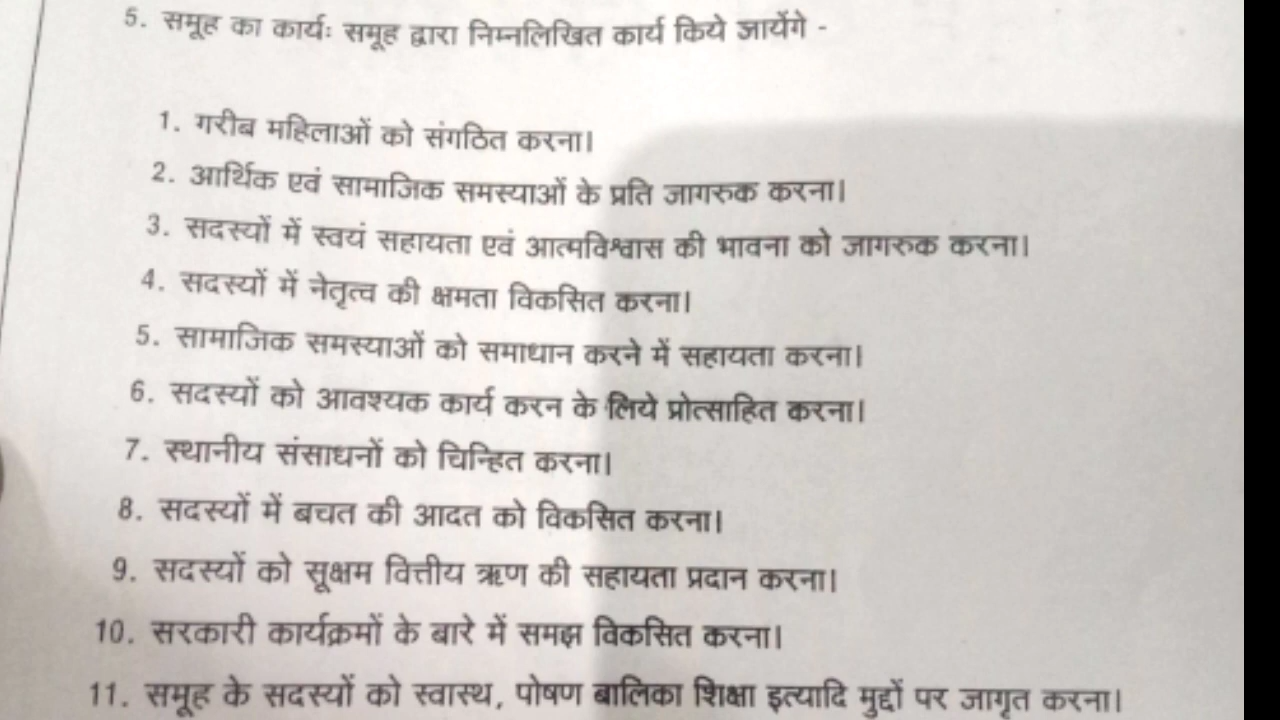 5. समूह का कार्यः समूह द्वारा निम्नलिखित कार्य किये जायेंगे -
1. गरीब महिलाओं को संगठित करना।
2. आर्थिक एवं सामाजिक समस्याओं के प्रति जागरुक करना।
3. सदस्यों में स्वयं सहायता एवं आत्मविश्वास की भावना को जागरुक करना।
4. सदस्यों में नेतृत्व की क्षमता विकसित करना।
5. सामाजिक समस्याओं को समाधान करने में सहायता करना।
6. सदस्यों को आवश्यक कार्य करन के लिये प्रोत्साहित करना।
7. स्थानीय संसाधनों को चिन्हित करना।
8. सदस्यों में बचत की आदत को विकसित करना।
9. सदस्यों को सूक्षम वित्तीय ऋण की सहायता प्रदान करना।
10. सरकारी कार्यक्रमों के बारे में समझ विकसित करना।
11. समूह के सदस्यों को स्वास्थ, पोषण बालिका शिक्षा इत्यादि मुद्दों पर जागृत करना।